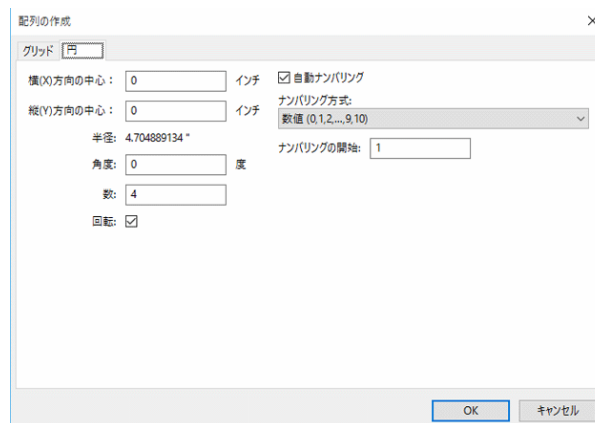 配列の作成
グリッド 円
横(X)方向の中心： 0 インチ
縦(Y)方向の中心： 0 インチ
半径: 4.704889134 "
角度: 0 度
数: 4
回転:
自動ナンバリング
ナンバリング方式:
数値 (0,1,2,...,9,10)
ナンバリングの開始: 1
OK キャンセル